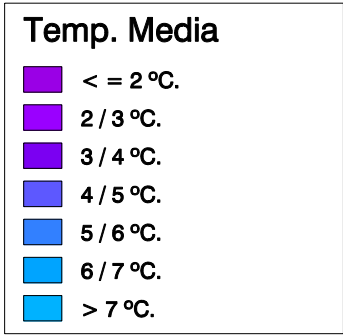 Temp. Media
< = 2 ºC.
2 / 3 ºC.
3 / 4 ºC.
4 / 5 ºC.
5 / 6 ºC.
6 / 7 ºC.
> 7 ºC.